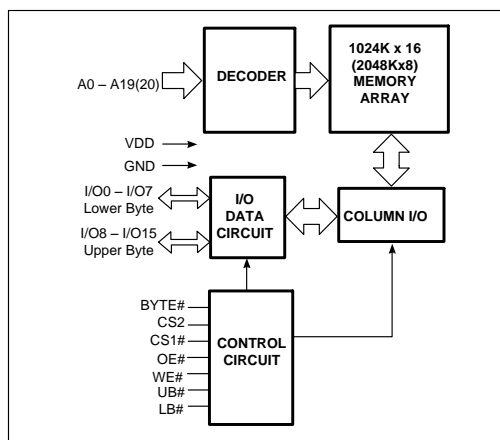 A0 – A19(20)
DECODER
1024K x 16
(2048Kx8)
MEMORY
ARRAY
VDD
GND
I/O0 – I/O7
Lower Byte
I/O8 – I/O15
Upper Byte
I/O
DATA
CIRCUIT
COLUMN I/O
BYTE#
CS2
CS1#
OE#
WE#
UB#
LB#
CONTROL
CIRCUIT